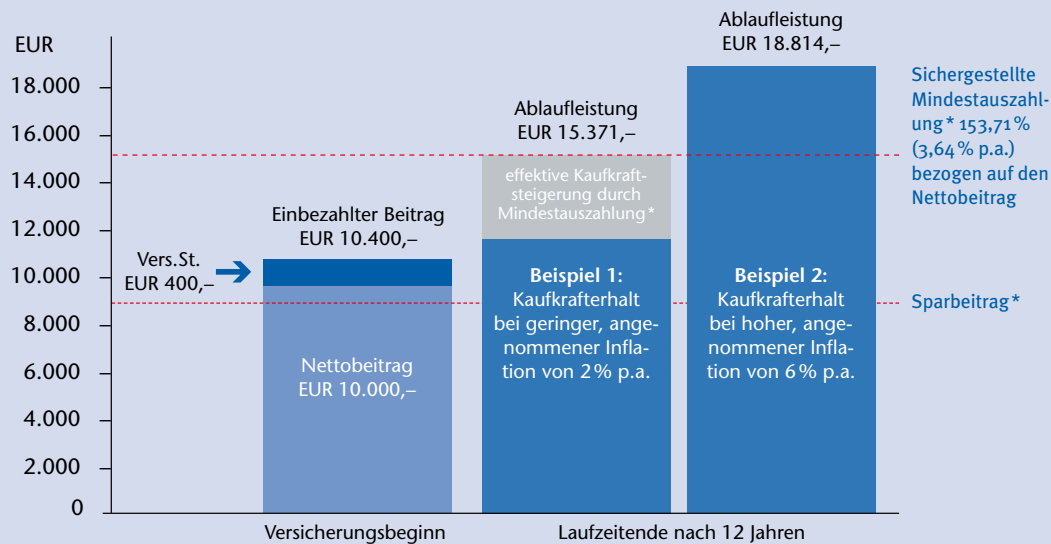 EUR
18.000
16.000
14.000
12.000
10.000
8.000
6.000
4.000
2.000
0
Vers.St.
EUR 400,–
Einbezahlter Beitrag
EUR 10.400,–
Nettobeitrag
EUR 10.000,–
Versicherungsbeginn
Ablaufleistung
EUR 15.371,–
effektive Kaufkraft-
steigerung durch
Mindestauszahlung*
Beispiel 1:
Kaufkrafterhalt
bei geringer, ange-
nommener Infla-
tion von 2% p.a.
Ablaufleistung
EUR 18.814,–
Beispiel 2:
Kaufkrafterhalt
bei hoher, ange-
nommener Infla-
tion von 6% p.a.
Laufzeitende nach 12 Jahren
Sichergestellte
Mindestauszahl-
ung* 153,71%
(3,64% p.a.)
bezogen auf den
Nettobeitrag
Sparbeitrag*